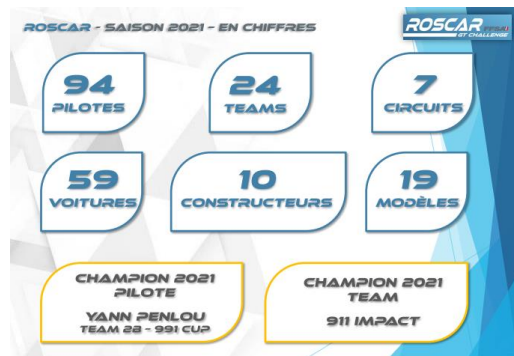 ROSCAR - SAISON 2021 - EN CHIFFRES
ROSCAR
GT CHALLENGE
94
PILOTES
24
TEAMS
7
CIRCUITS
59
VOITURES
10
CONSTRUCTEURS
19
MODÈLES
CHAMPION 2021
PILOTE
YANN PENLOU
TEAM 28 - 991 CUP
CHAMPION 2021
TEAM
911 IMPACT